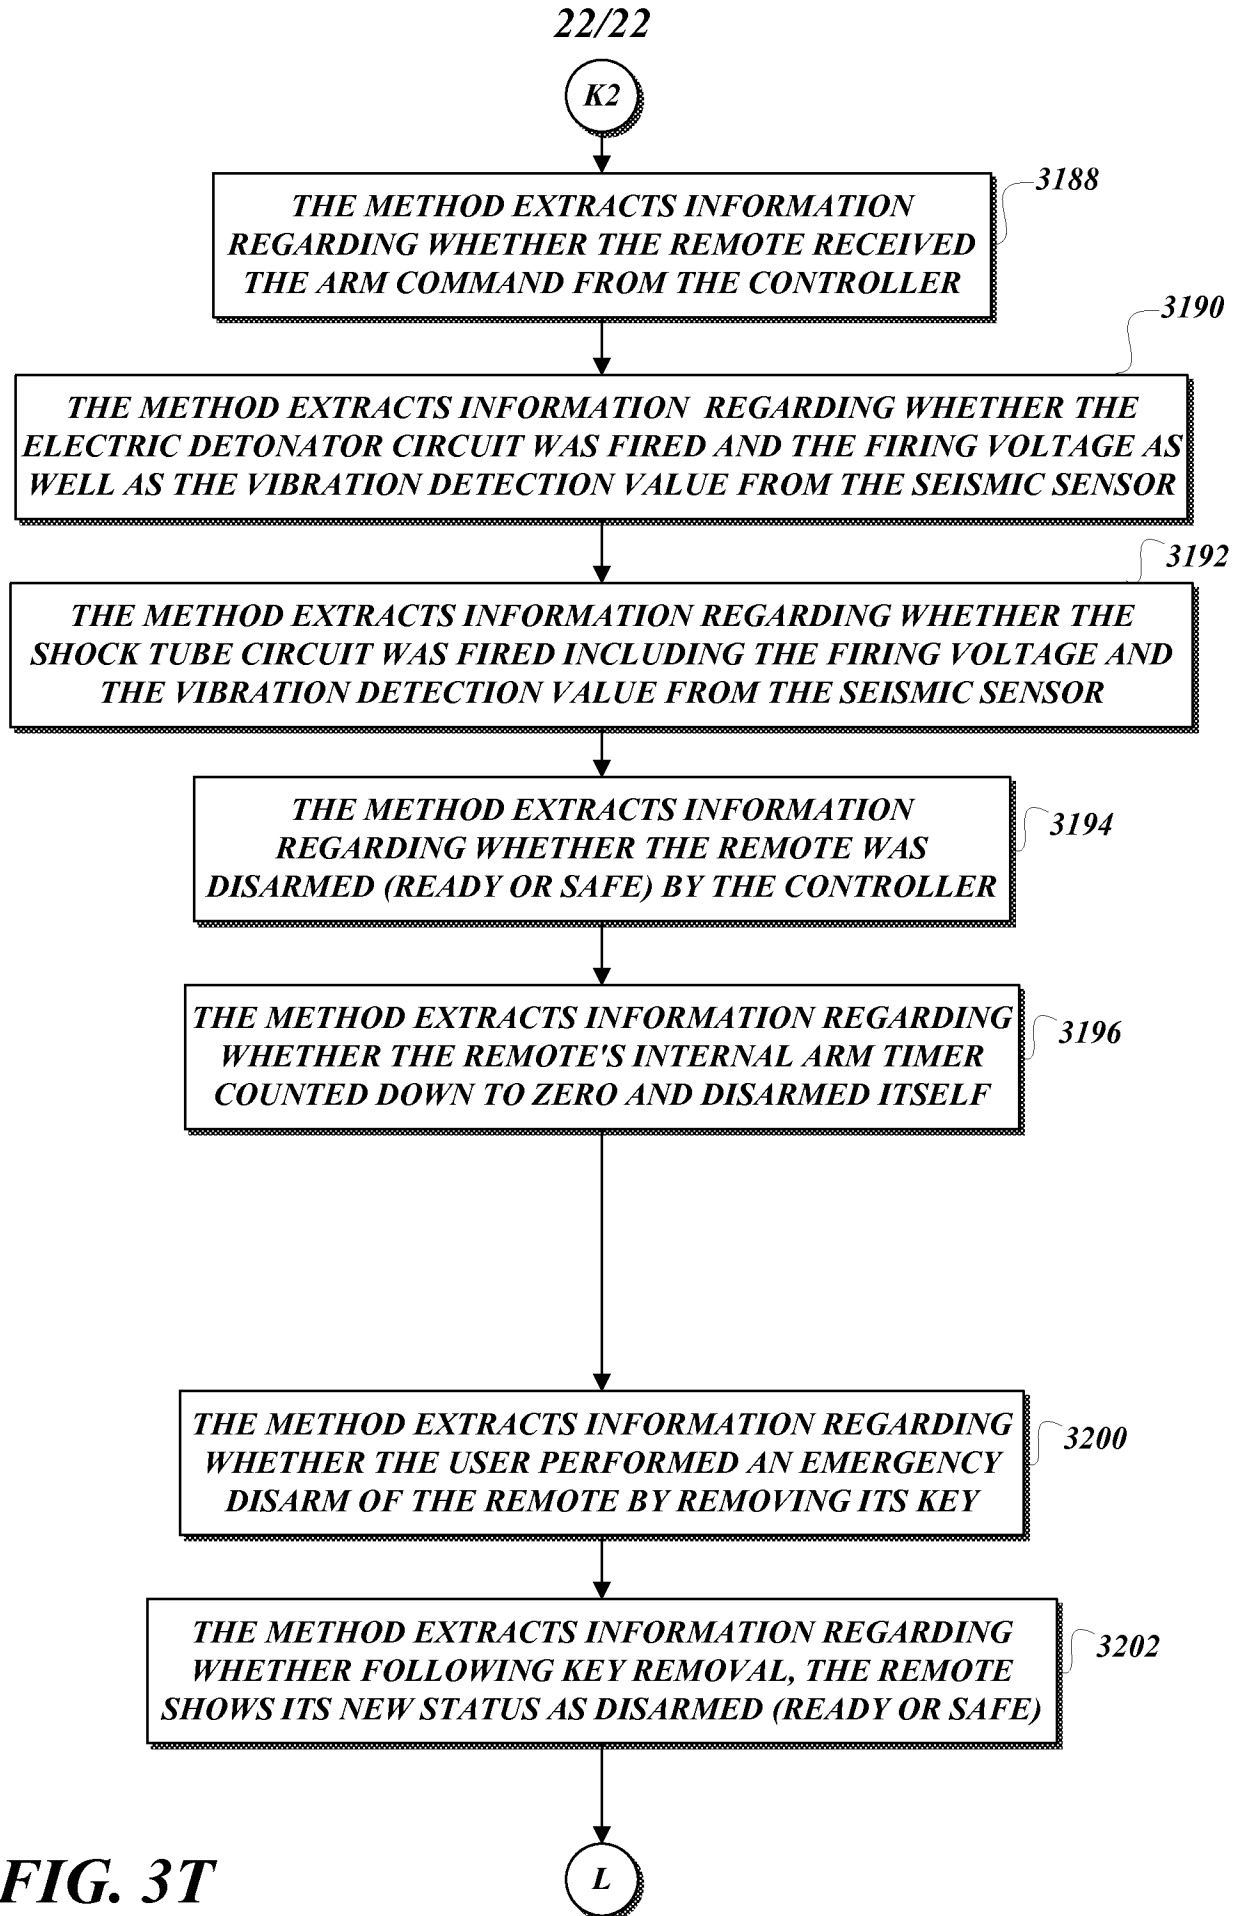 22/22
K2
3188
THE METHOD EXTRACTS INFORMATION
REGARDING WHETHER THE REMOTE RECEIVED
THE ARM COMMAND FROM THE CONTROLLER
3190
THE METHOD EXTRACTS INFORMATION REGARDING WHETHER THE
ELECTRIC DETONATOR CIRCUIT WAS FIRED AND THE FIRING VOLTAGE AS
WELL AS THE VIBRATION DETECTION VALUE FROM THE SEISMIC SENSOR
3192
THE METHOD EXTRACTS INFORMATION REGARDING WHETHER THE
SHOCK TUBE CIRCUIT WAS FIRED INCLUDING THE FIRING VOLTAGE AND
THE VIBRATION DETECTION VALUE FROM THE SEISMIC SENSOR
THE METHOD EXTRACTS INFORMATION
REGARDING WHETHER THE REMOTE WAS
DISARMED (READY OR SAFE) BY THE CONTROLLER
3194
THE METHOD EXTRACTS INFORMATION REGARDING
WHETHER THE REMOTE'S INTERNAL ARM TIMER
COUNTED DOWN TO ZERO AND DISARMED ITSELF
3196
THE METHOD EXTRACTS INFORMATION REGARDING
WHETHER THE USER PERFORMED AN EMERGENCY
DISARM OF THE REMOTE BY REMOVING ITS KEY
3200
THE METHOD EXTRACTS INFORMATION REGARDING
WHETHER FOLLOWING KEY REMOVAL, THE REMOTE
SHOWS ITS NEW STATUS AS DISARMED (READY OR SAFE)
3202
L
FIG. 3T